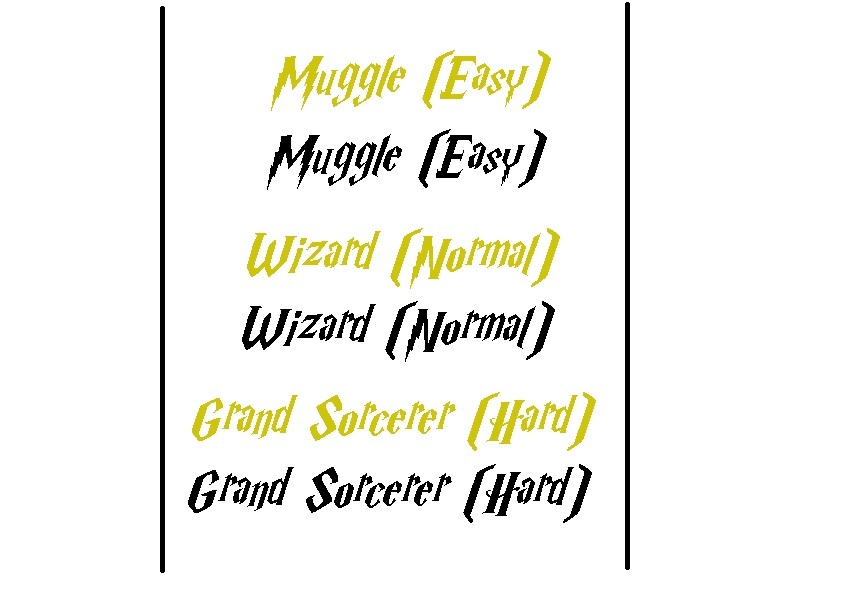 Muggle (Easy)
Muggle (Easy)
Wizard (Normal)
Wizard (Normal)
Grand Sorcerer (Hard)
Grand Sorcerer (Hard)